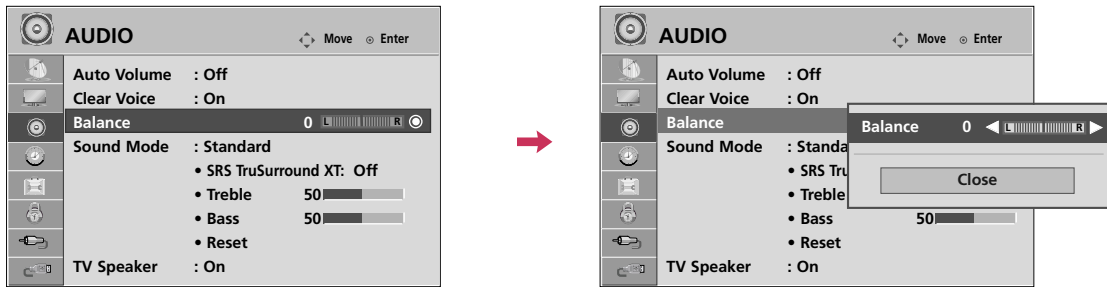 AUDIO Move Enter
Auto Volume : Off
Clear Voice : On
Balance 0 L R
Sound Mode : Standard
• SRS TruSurround XT: Off
• Treble 50
• Bass 50
• Reset
TV Speaker : On
AUDIO Move Enter
Auto Volume : Off
Clear Voice : On
Balance
Sound Mode : Standa
• SRS Tru
• Treble
• Bass 50
• Reset
TV Speaker : On
Balance 0 L R
Close